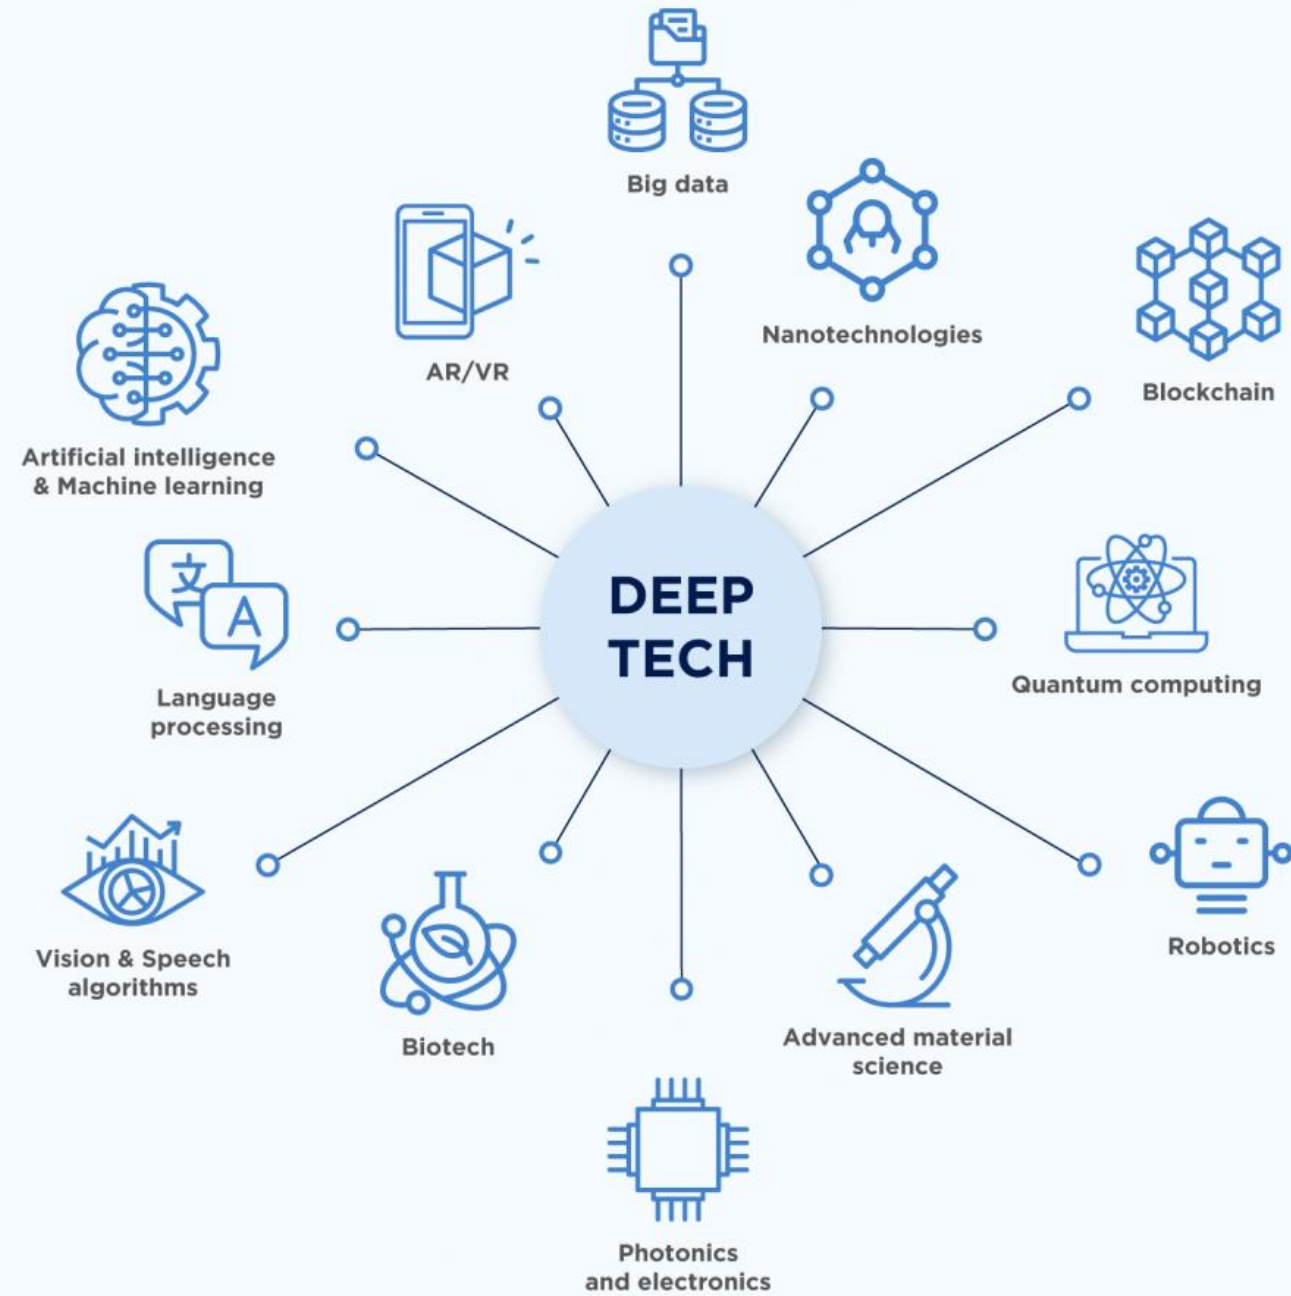 Big data
Nanotechnologies
AR/VR
Blockchain
Artificial intelligence
& Machine learning
DEEP
TECH
文
A
Quantum computing
Language
processing
Robotics
Vision & Speech
algorithms
Biotech
Advanced material
science
Photonics
and electronics